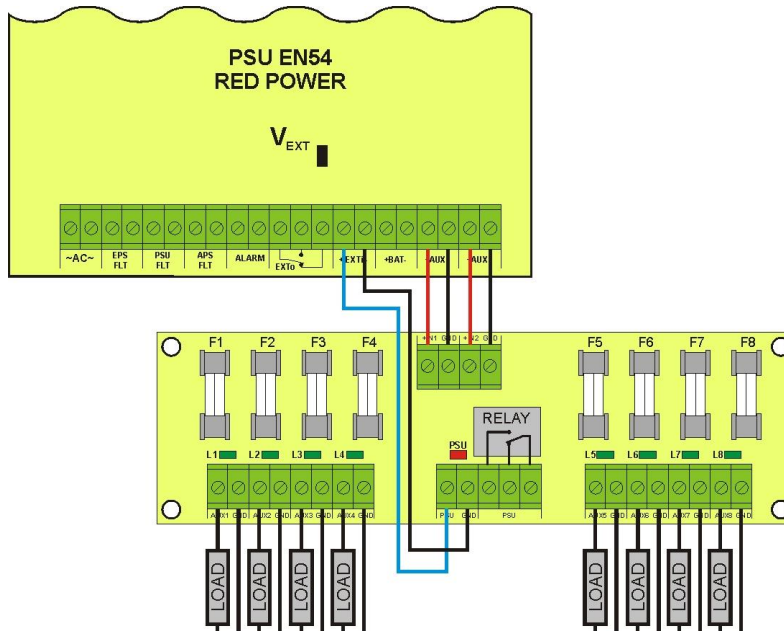 PSU EN54
RED POWER
VEXT
~AC~ EPS FLT PSU FLT APS FLT ALARM EXTo +EXTi- +BAT- +AUX- +AUX-
F1 F2 F3 F4 +IN1 GND +IN2 GND F5 F6 F7 F8
RELAY
PSU
L1 L2 L3 L4 L5 L6 L7 L8
AUX1 GND AUX2 GND AUX3 GND AUX4 GND PSU GND PSU AUX5 GND AUX6 GND AUX7 GND AUX8 GND
LOAD LOAD LOAD LOAD LOAD LOAD LOAD LOAD